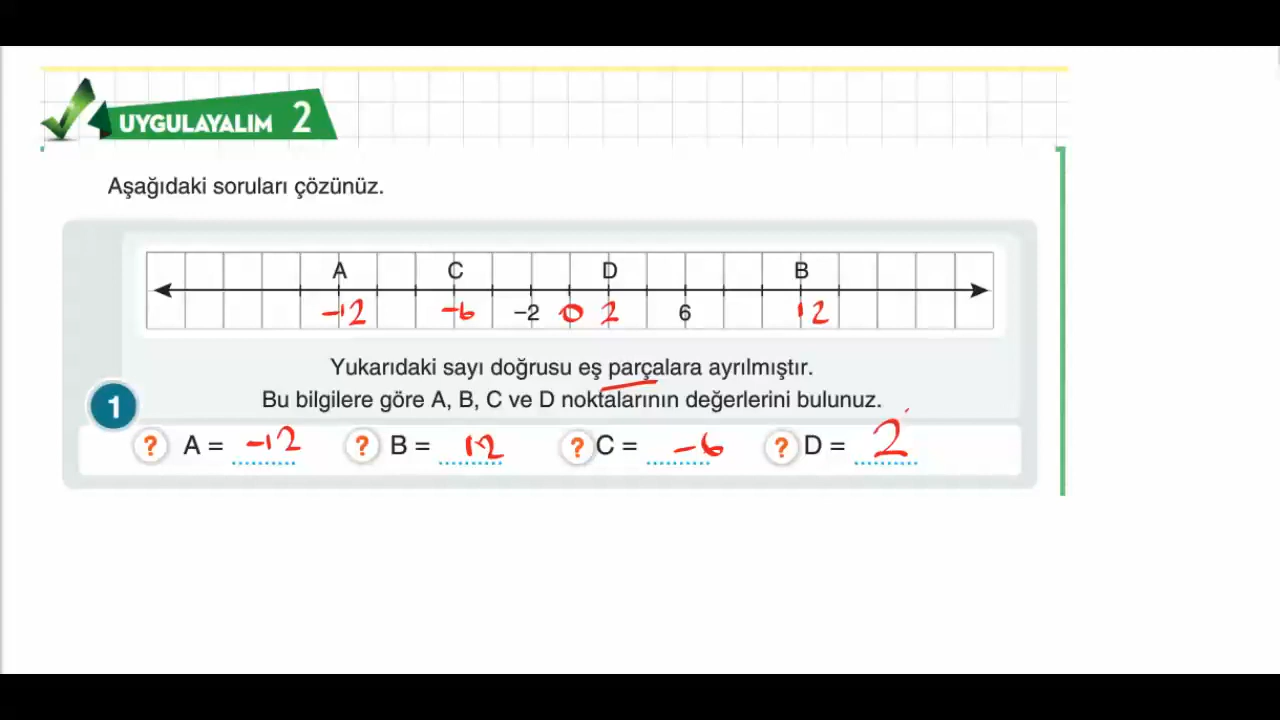 UYGULAYALIM 2
Aşağıdaki soruları çözünüz.
A C D B
-12 -6 –2 0 2 6 12
Yukarıdaki sayı doğrusu eş parçalara ayrılmıştır.
1
Bu bilgilere göre A, B, C ve D noktalarının değerlerini bulunuz.
? A = -12 ? B = 12 ? C = -6 ? D = 2